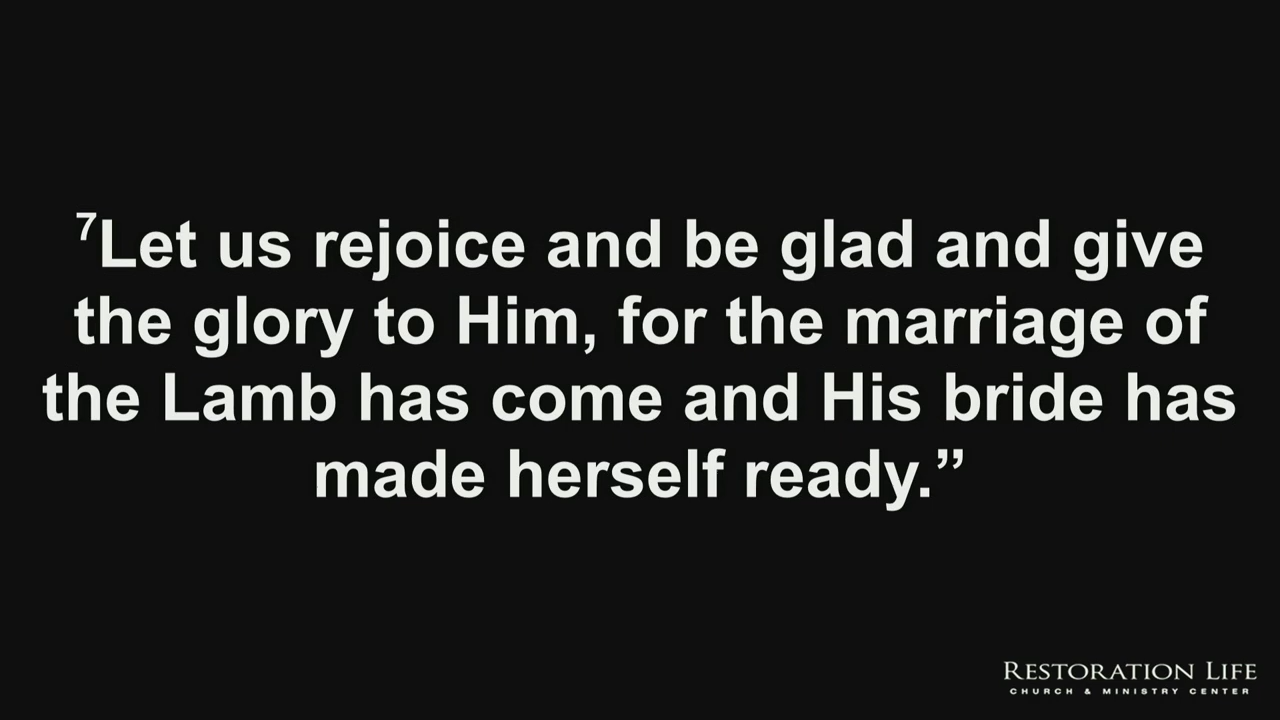 ⁷Let us rejoice and be glad and give
the glory to Him, for the marriage of
the Lamb has come and His bride has
made herself ready.”
RESTORATION LIFE
CHURCH & MINISTRY CENTER